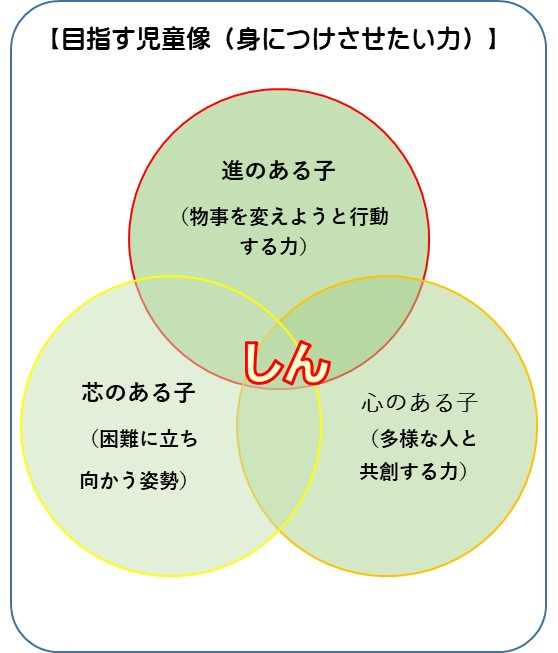 【目指す児童像（身につけさせたい力）】
進のある子
（物事を変えようと行動
する力）
しん
芯のある子
（困難に立ち
向かう姿勢）
心のある子
（多様な人と
共創する力）